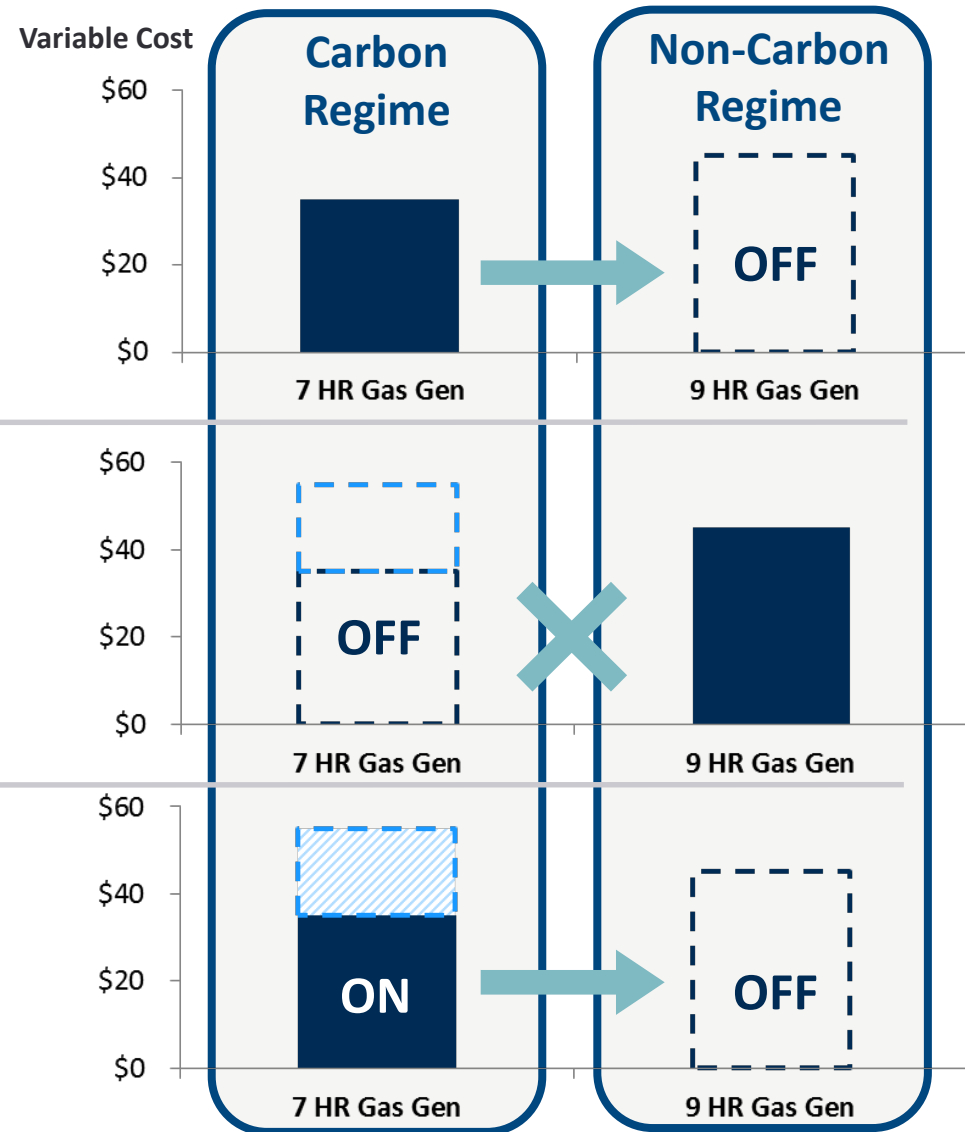 Variable Cost
Carbon
Regime
Non-Carbon
Regime
$60
$40
$20
$0
OFF
7 HR Gas Gen
9 HR Gas Gen
$60
$40
$20
$0
OFF
7 HR Gas Gen
9 HR Gas Gen
$60
$40
$20
$0
ON
OFF
7 HR Gas Gen
9 HR Gas Gen